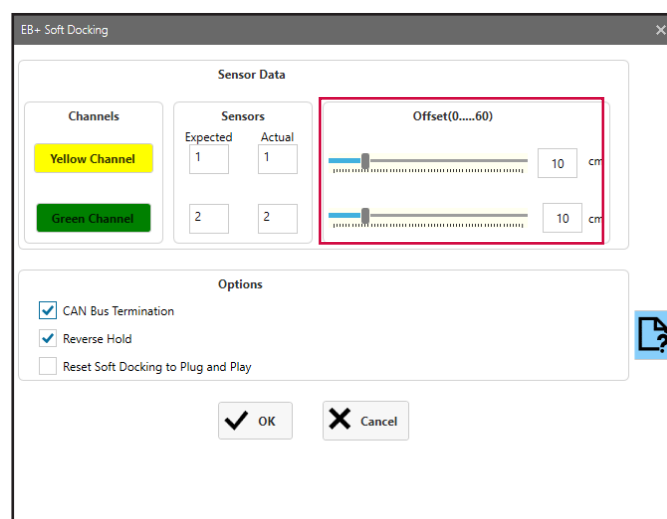 EB+ Soft Docking
Sensor Data
Channels
Sensors
Offset(0.....60)
Expected Actual
Yellow Channel
1 1
10 cm
Green Channel
2 2
10 cm
Options
CAN Bus Termination
Reverse Hold
Reset Soft Docking to Plug and Play
OK
Cancel